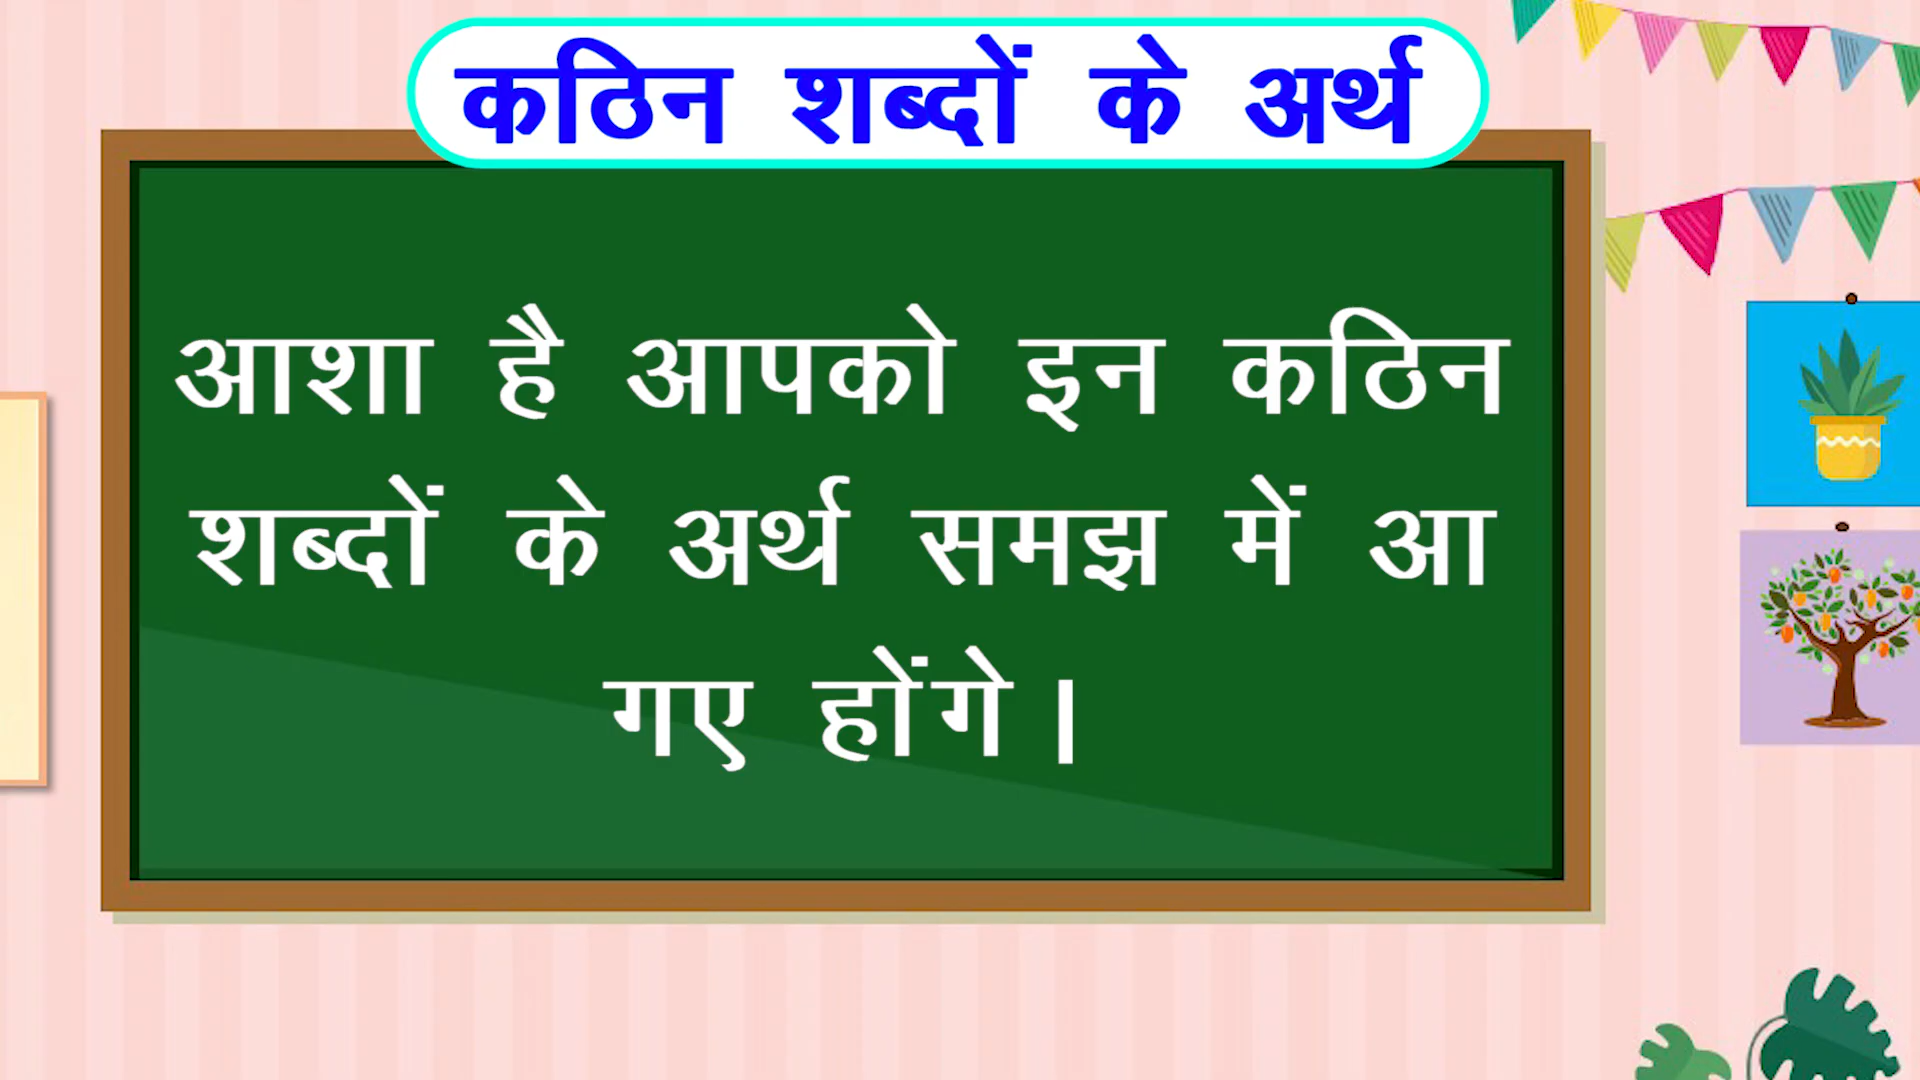 कठिन शब्दों के अर्थ
आशा है आपको इन कठिन
शब्दों के अर्थ समझ में आ
गए होंगे।